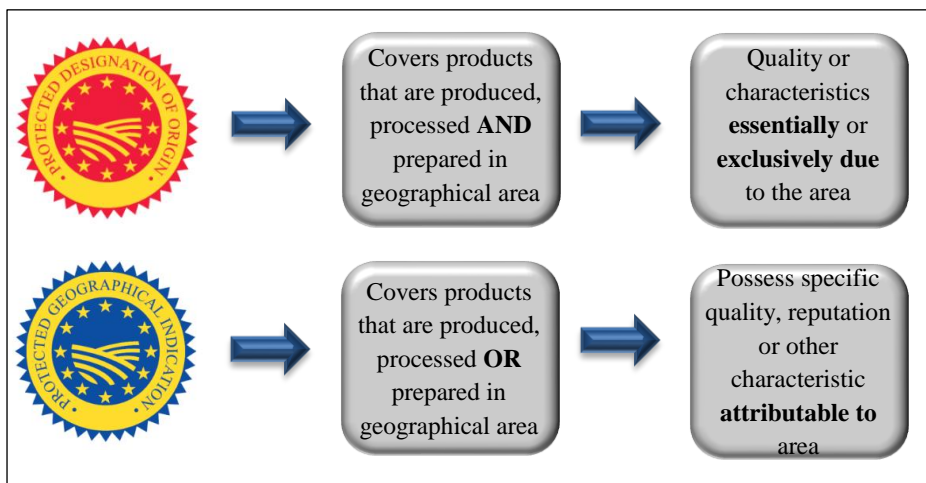 PROTECTED DESIGNATION OF ORIGIN
Covers products
that are produced,
processed AND
prepared in
geographical area
Quality or
characteristics
essentially or
exclusively due
to the area
PROTECTED GEOGRAPHICAL INDICATION
Covers products
that are produced,
processed OR
prepared in
geographical area
Possess specific
quality, reputation
or other
characteristic
attributable to
area